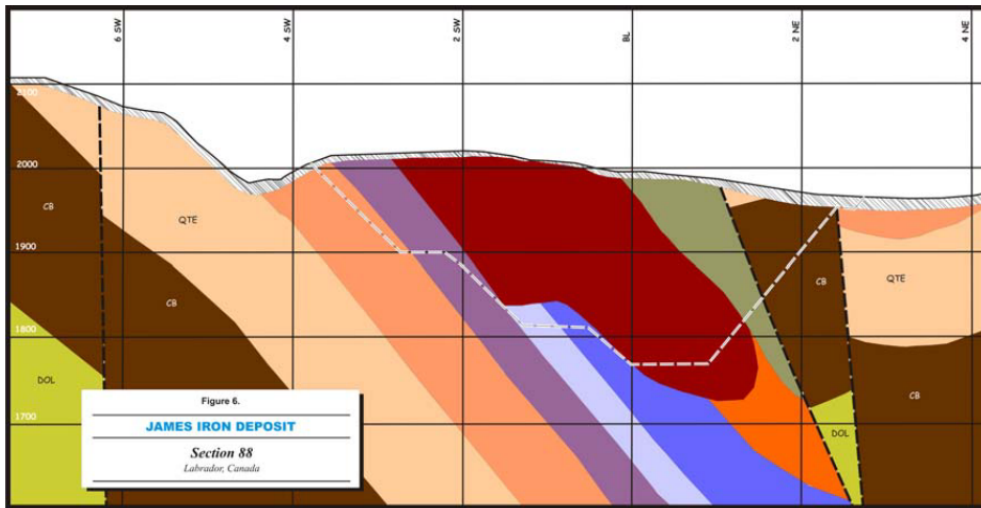 6 SW
4 SW
2 SW
BL
2 NE
4 NE
2100
2000
1900
1800
1700
CB
DOL
QTE
CB
CB
DOL
QTE
CB
Figure 6.
JAMES IRON DEPOSIT
Section 88
Labrador, Canada